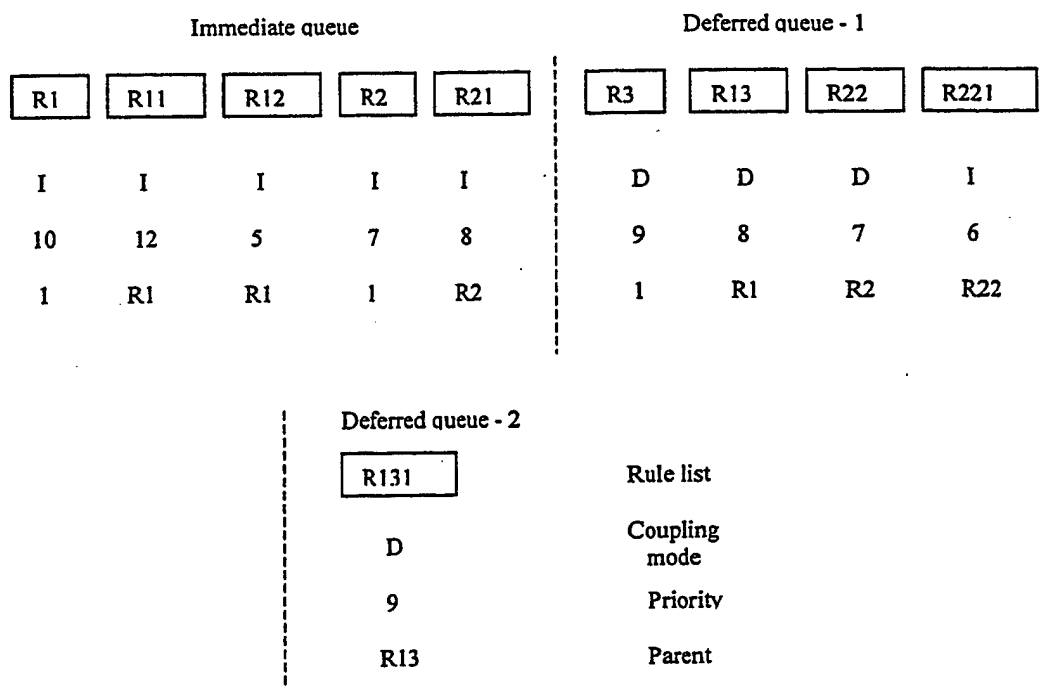 Immediate queue Deferred queue - 1
R1 R11 R12 R2 R21 R3 R13 R22 R221
I I I I I D D D I
10 12 5 7 8 9 8 7 6
1 R1 R1 1 R2 1 R1 R2 R22
Deferred queue - 2
R131 Rule list
D Coupling
mode
9 Priority
R13 Parent